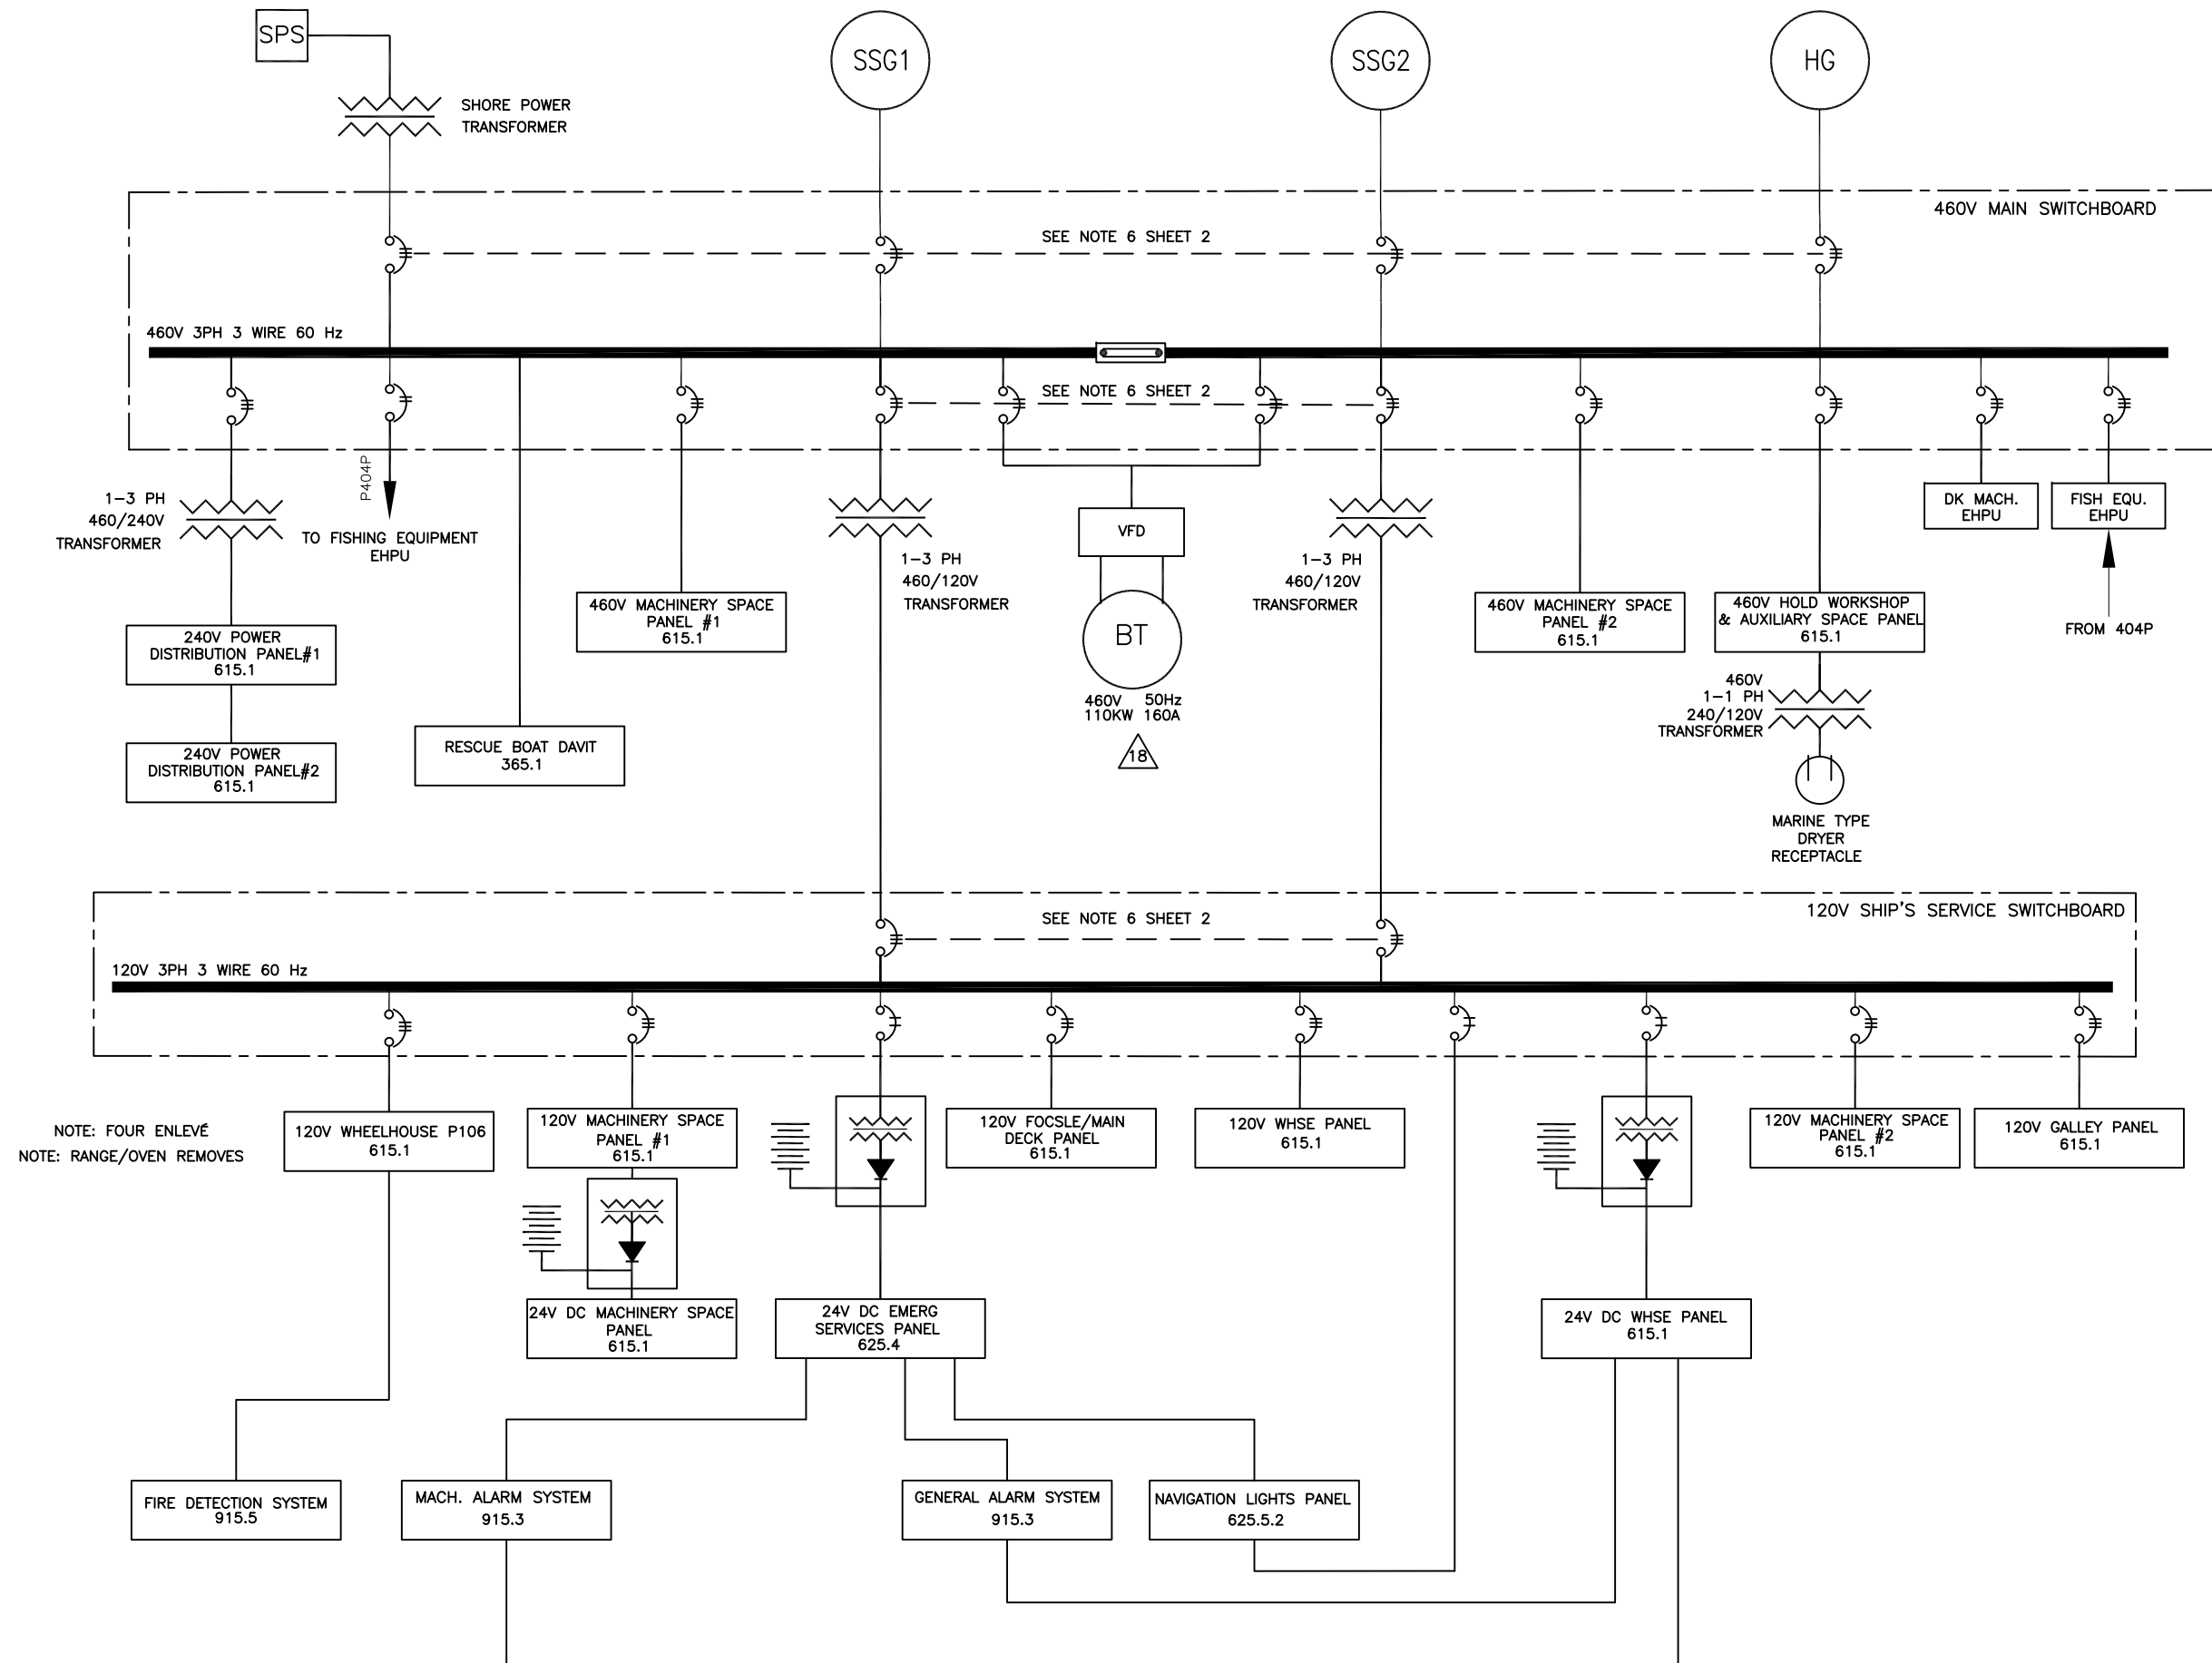 SPS
SSG1
SSG2
HG
SHORE POWER
TRANSFORMER
460V MAIN SWITCHBOARD
SEE NOTE 6 SHEET 2
460V 3PH 3 WIRE 60 Hz
SEE NOTE 6 SHEET 2
P404P
1-3 PH
460/240V
TRANSFORMER
TO FISHING EQUIPMENT
EHPU
VFD
DK MACH.
EHPU
FISH EQU.
EHPU
1-3 PH
460/120V
TRANSFORMER
1-3 PH
460/120V
TRANSFORMER
240V POWER
DISTRIBUTION PANEL#1
615.1
460V MACHINERY SPACE
PANEL #1
615.1
BT
460V MACHINERY SPACE
PANEL #2
615.1
460V HOLD WORKSHOP
& AUXILIARY SPACE PANEL
615.1
FROM 404P
460V 50Hz
110KW 160A
18
460V
1-1 PH
240/120V
TRANSFORMER
240V POWER
DISTRIBUTION PANEL#2
615.1
RESCUE BOAT DAVIT
365.1
MARINE TYPE
DRYER
RECEPTACLE
SEE NOTE 6 SHEET 2
120V SHIP'S SERVICE SWITCHBOARD
120V 3PH 3 WIRE 60 Hz
NOTE: FOUR ENLEVÉ
NOTE: RANGE/OVEN REMOVES
120V WHEELHOUSE P106
615.1
120V MACHINERY SPACE
PANEL #1
615.1
120V FOCSLE/MAIN
DECK PANEL
615.1
120V WHSE PANEL
615.1
120V MACHINERY SPACE
PANEL #2
615.1
120V GALLEY PANEL
615.1
24V DC MACHINERY SPACE
PANEL
615.1
24V DC EMERG
SERVICES PANEL
625.4
24V DC WHSE PANEL
615.1
FIRE DETECTION SYSTEM
915.5
MACH. ALARM SYSTEM
915.3
GENERAL ALARM SYSTEM
915.3
NAVIGATION LIGHTS PANEL
625.5.2